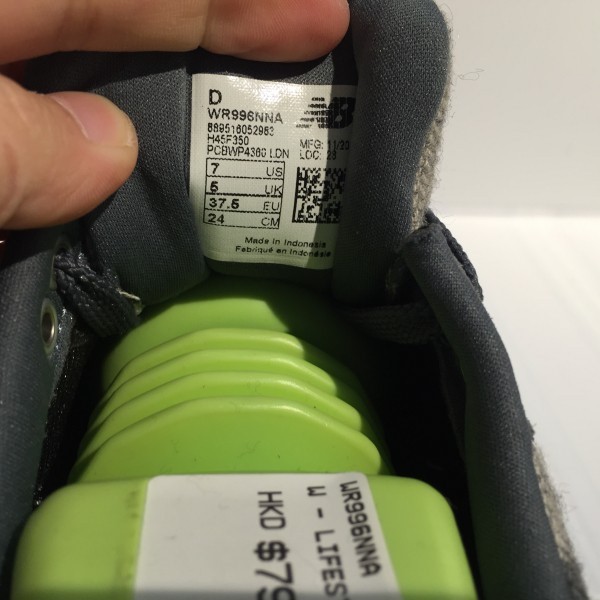 D
WR996NNA
889516052963
H45F350
PCBWP4360 LDN
MFG: 11/20
LOC: 28
7 US
5 UK
37.5 EU
24 CM
Made in Indonesia
Fabriqué en Indonésie
WR996NNA
W - LIFES
HKD $79